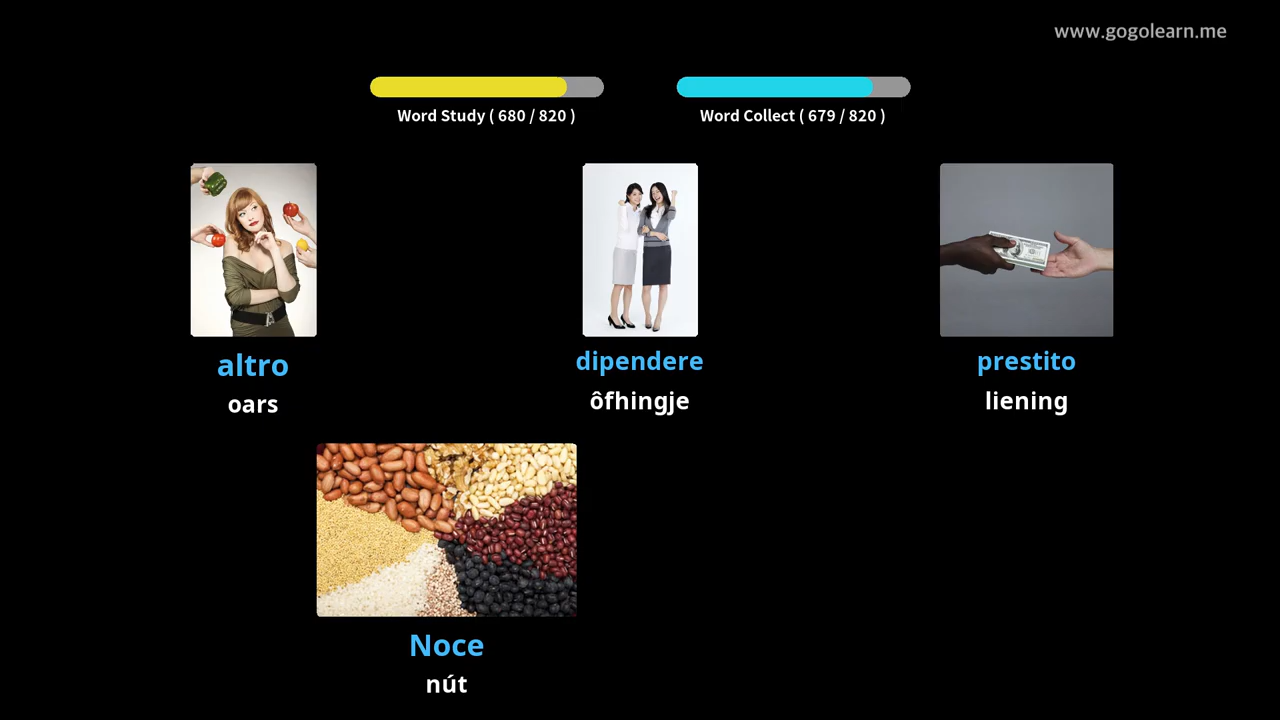 www.gogolearn.me
Word Study ( 680 / 820 )
Word Collect ( 679 / 820 )
altro
oars
dipendere
ôfhingje
prestito
liening
Noce
nút